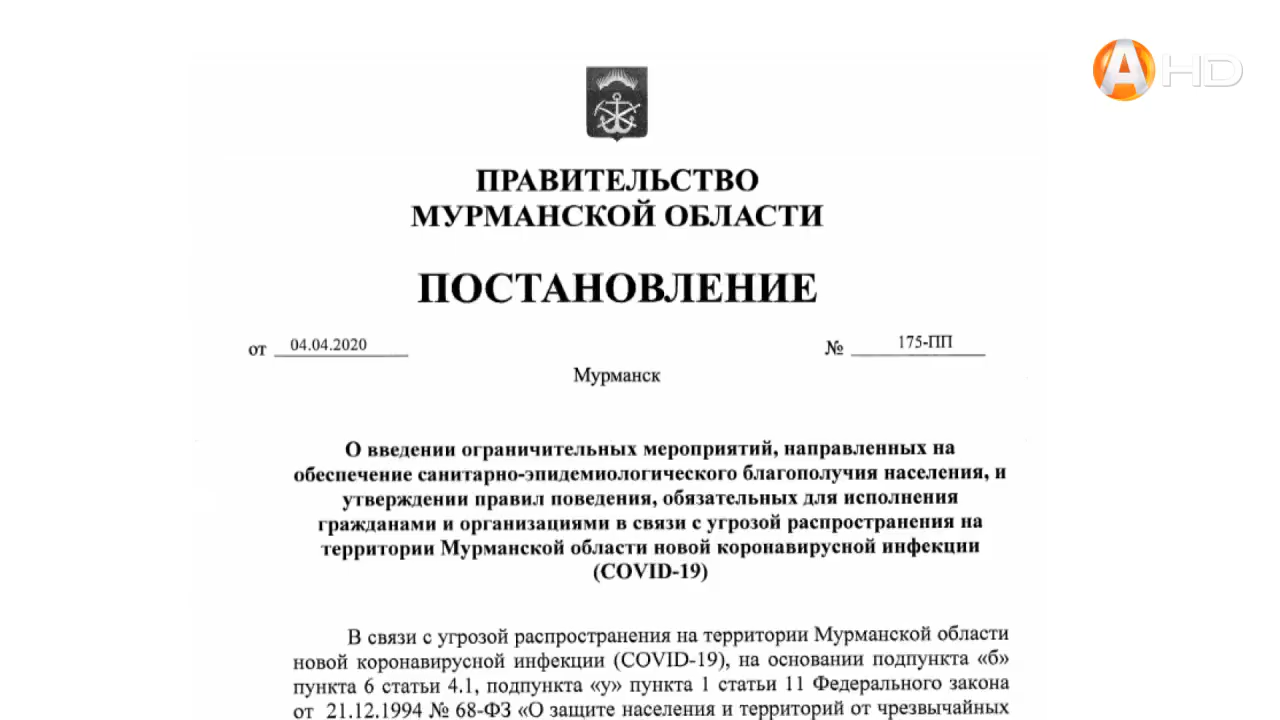 АHD
ПРАВИТЕЛЬСТВО
МУРМАНСКОЙ ОБЛАСТИ
ПОСТАНОВЛЕНИЕ
от 04.04.2020 № 175-ПП
Мурманск
О введении ограничительных мероприятий, направленных на
обеспечение санитарно-эпидемиологического благополучия населения, и
утверждении правил поведения, обязательных для исполнения
гражданами и организациями в связи с угрозой распространения на
территории Мурманской области новой коронавирусной инфекции
(COVID-19)
В связи с угрозой распространения на территории Мурманской области
новой коронавирусной инфекции (COVID-19), на основании подпункта «б»
пункта 6 статьи 4.1, подпункта «у» пункта 1 статьи 11 Федерального закона
от 21.12.1994 № 68-ФЗ «О защите населения и территорий от чрезвычайных